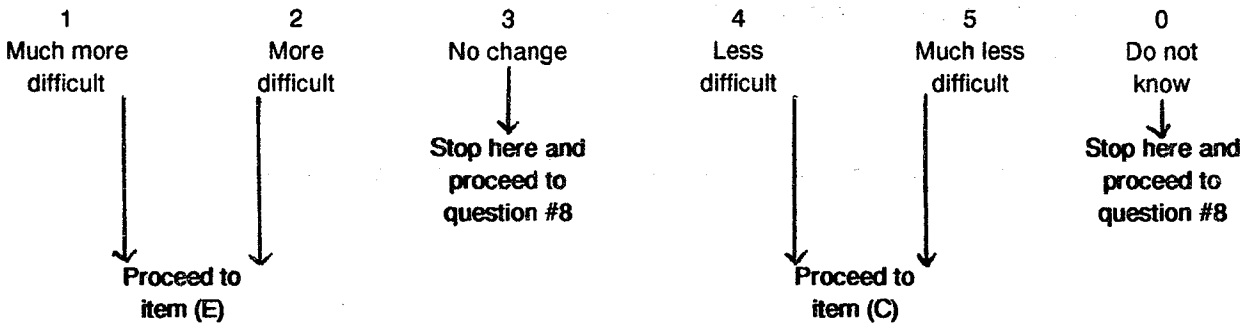 1 2 3 4 5 0
Much more More No change Less Much less Do not
difficult difficult difficult difficult know
Stop here and Stop here and
proceed to proceed to
question #8 question #8
Proceed to Proceed to
item (E) item (C)